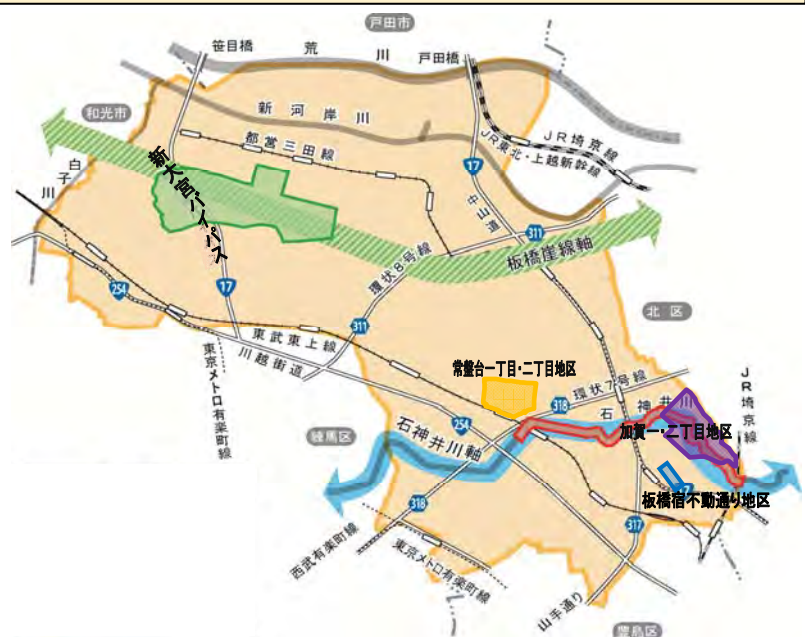 戸田市
笹目橋
荒川
戸田橋
和光市
新河岸川
JR埼京線
都営三田線
JR東北・上越新幹線
白子川
新大宮バイパス
17
中山道
311
板橋崖線軸
環状8号線
254
17
北区
311
東武東上線
川越街道
東京メトロ有楽町線
常盤台一丁目・二丁目地区
環状7号線
318
石神井川
JR埼京線
254
加賀一・二丁目地区
練馬区
石神井川軸
17
板橋宿不動通り地区
318
317
西武有楽町線
東京メトロ有楽町線
山手通り
豊島区